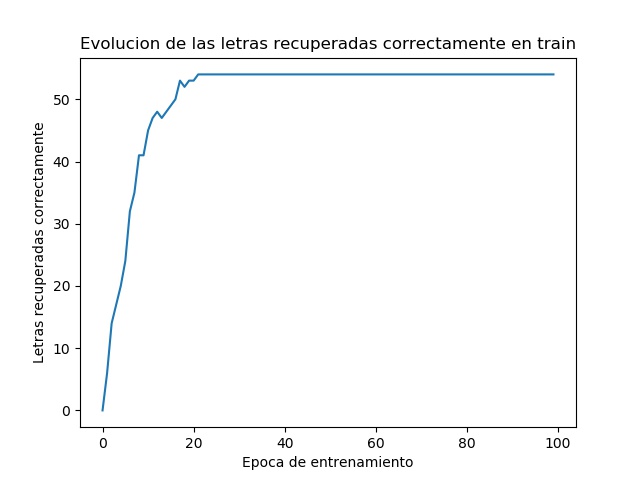 Evolucion de las letras recuperadas correctamente en train
Letras recuperadas correctamente
50
40
30
20
10
0
0 20 40 60 80 100
Epoca de entrenamiento